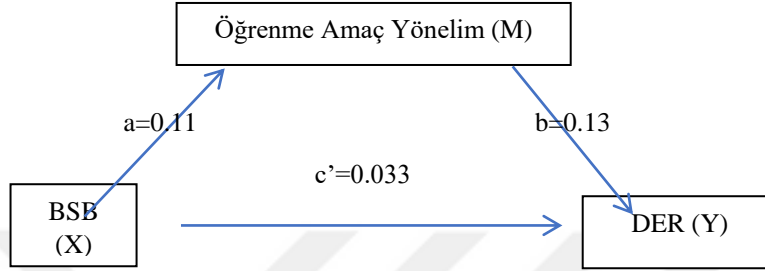 Öğrenme Amaç Yönelim (M)
a=0.11
b=0.13
c’=0.033
BSB
(X)
DER (Y)